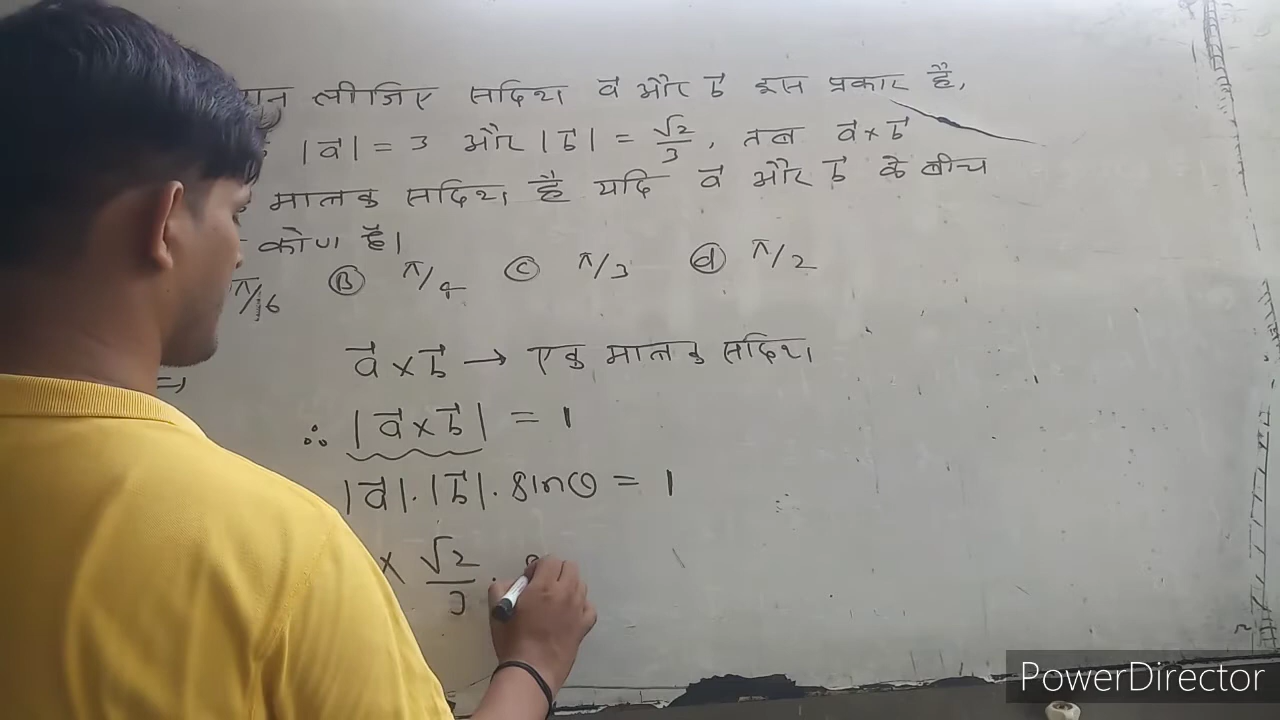 लीजिए सदिश a⃗ और b⃗ इस प्रकार है,
|a⃗| = 3 और |b⃗| = √2/3, तब a⃗ × b⃗
मात्रक सदिश है यदि a⃗ और b⃗ के बीच
कोण है।
π/6 Ⓑ π/4 Ⓒ π/3 ⓓ π/2
⇒ a⃗ × b⃗ → एक मात्रक सदिश
∴ |a⃗ × b⃗| = 1
|a⃗|.|b⃗|. sinθ = 1
× √2/3 .
PowerDirector